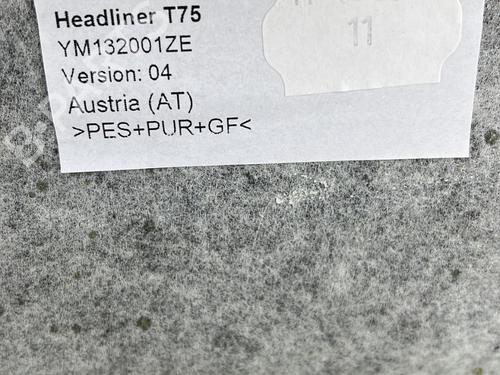 Headliner T75
YM132001ZE
Version: 04
Austria (AT)
>PES+PUR+GF<
11